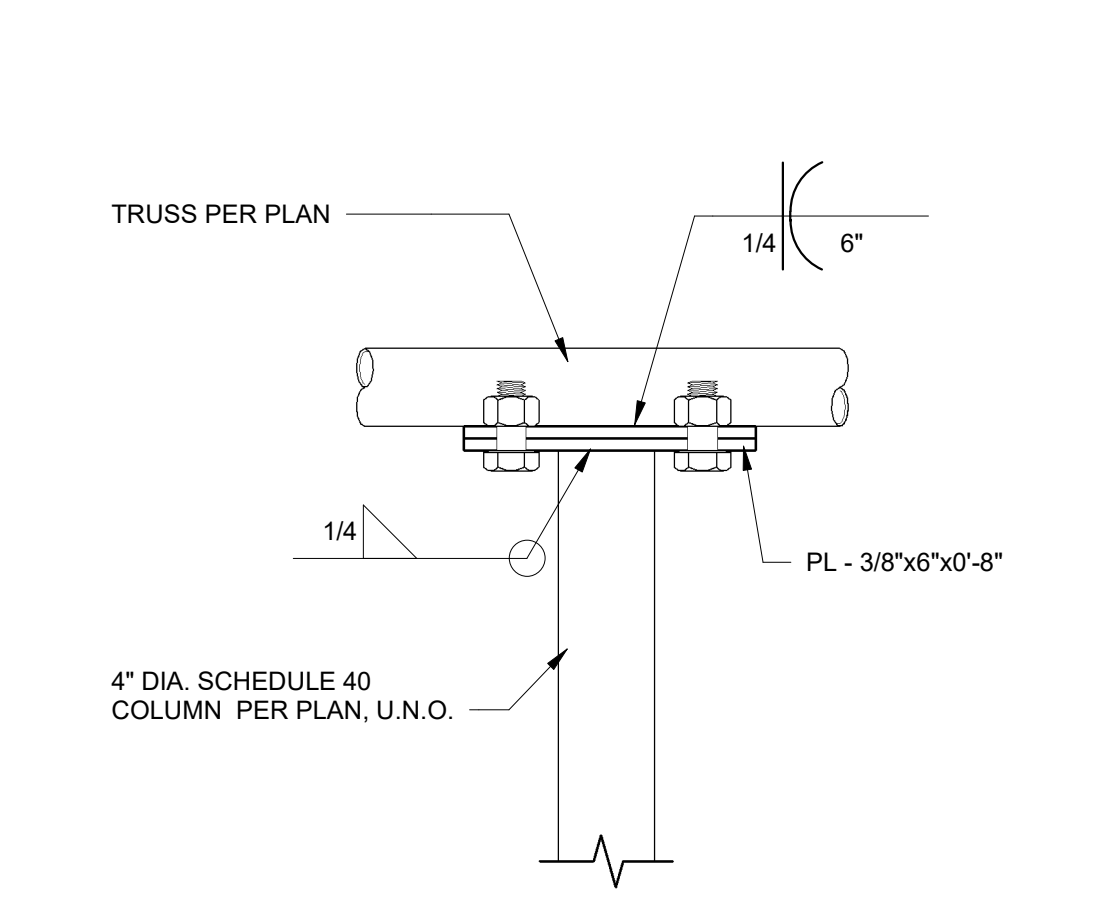 TRUSS PER PLAN
1/4 6"
1/4
PL - 3/8"x6"x0'-8"
4" DIA. SCHEDULE 40
COLUMN PER PLAN, U.N.O.